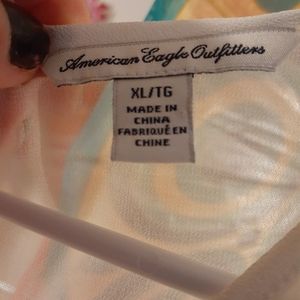 American Eagle Outfitters
XL/TG
MADE IN
CHINA
FABRIQUÉ EN
CHINE